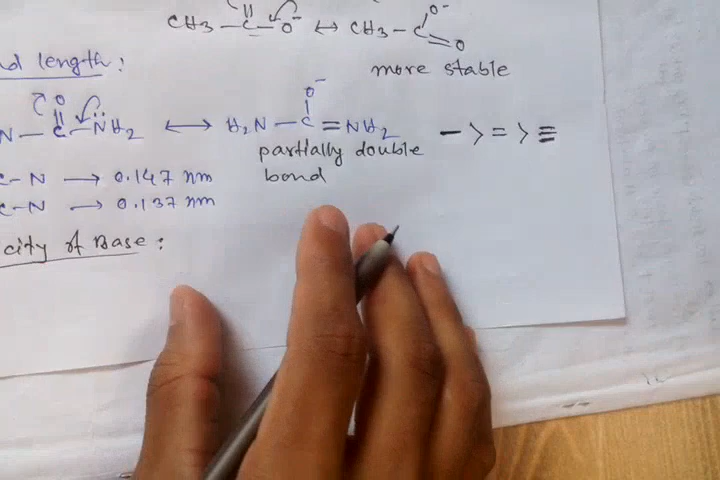 CH3 — C — O⁻ ↔ CH3 — C
O⁻
O
more stable
nd length:
O
N — C — NH2 ↔ H2N — C = NH2
O⁻
— > = > ≡
partially double
bond
C-N → 0.147 nm
C-N → 0.137 nm
city of Base: